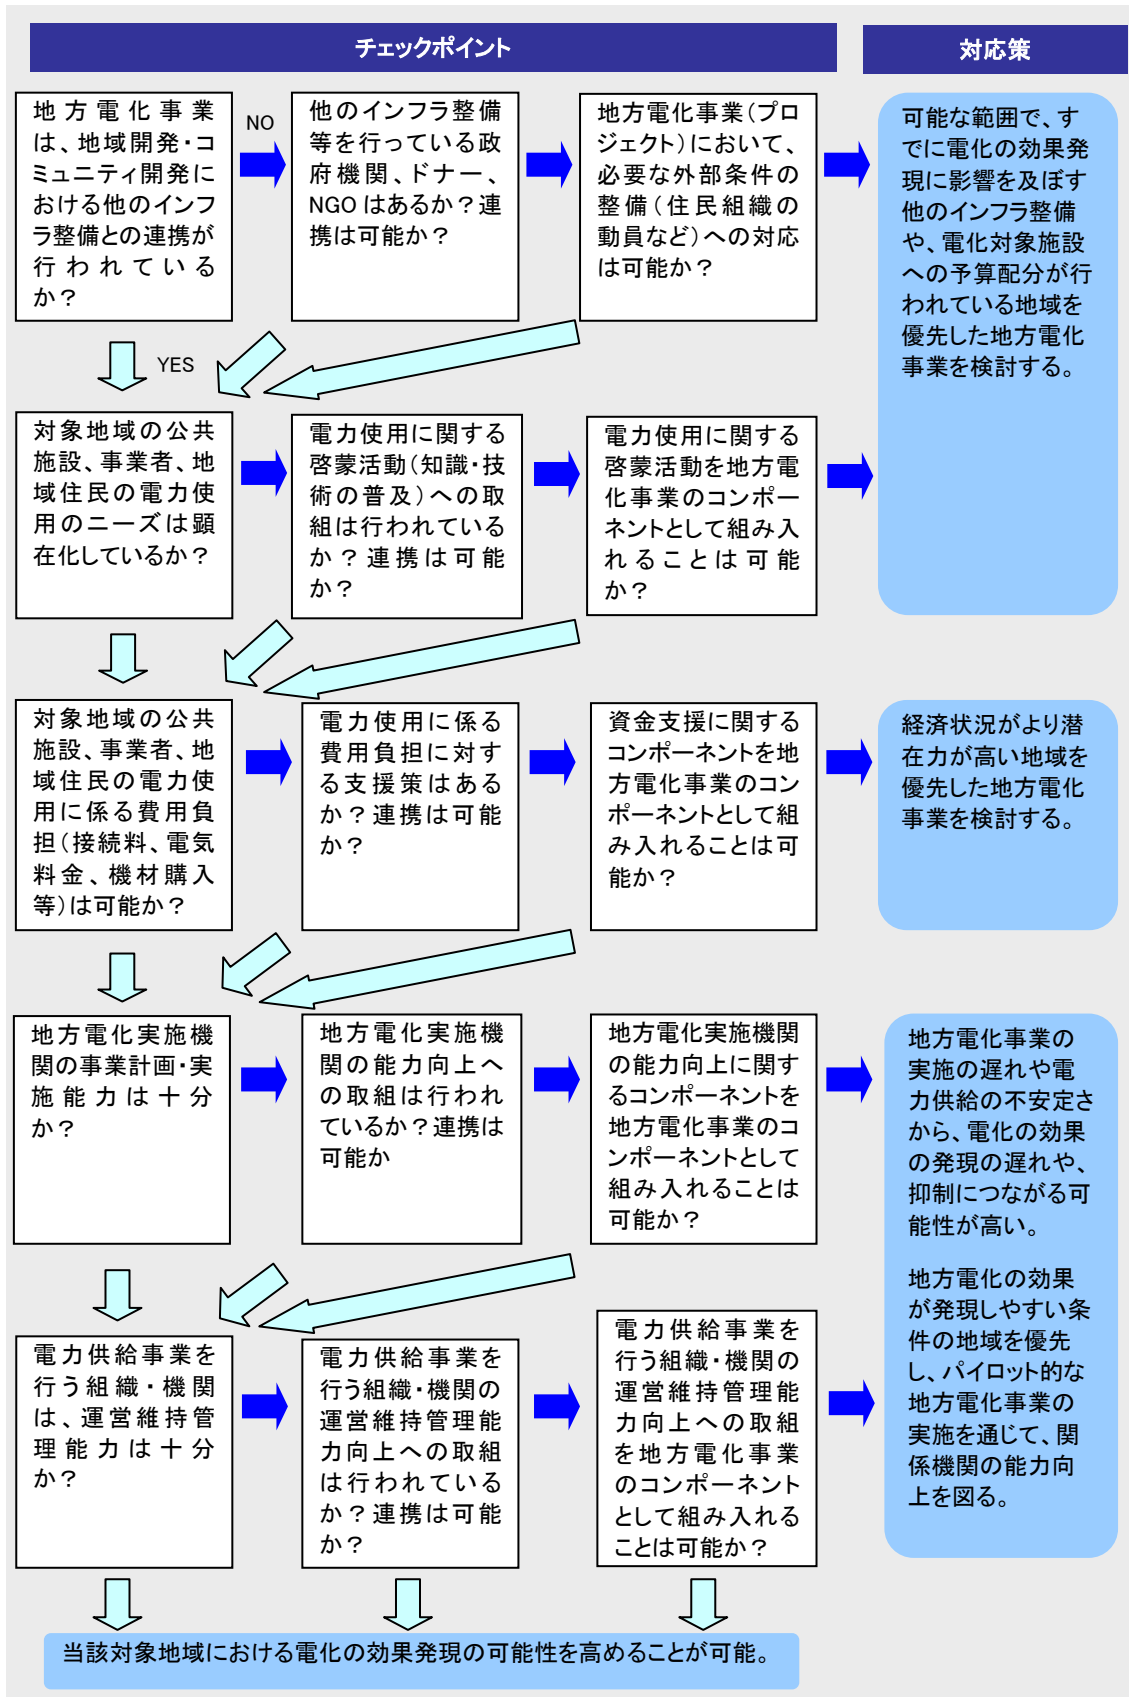 チェックポイント
対応策
地方電化事業
は、地域開発・コ
ミュニティ開発に
おける他のインフ
ラ整備との連携が
行われている
か？
NO
他のインフラ整備
等を行っている政
府機関、ドナー、
NGO はあるか？連
携は可能か？
地方電化事業（プロ
ジェクト）において、
必要な外部条件の
整備（住民組織の
動員など）への対応
は可能か？
可能な範囲で、す
でに電化の効果発
現に影響を及ぼす
他のインフラ整備
や、電化対象施設
への予算配分が行
われている地域を
優先した地方電化
事業を検討する。
YES
対象地域の公共
施設、事業者、地
域住民の電力使
用のニーズは顕
在化しているか？
電力使用に関する
啓蒙活動（知識・技
術の普及）への取
組は行われている
か？連携は可能
か？
電力使用に関する
啓蒙活動を地方電
化事業のコンポー
ネントとして組み入
れることは可能
か？
対象地域の公共
施設、事業者、地
域住民の電力使
用に係る費用負
担（接続料、電気
料金、機材購入
等）は可能か？
電力使用に係る
費用負担に対す
る支援策はある
か？連携は可能
か？
資金支援に関する
コンポーネントを地
方電化事業のコン
ポーネントとして組
み入れることは可
能か？
経済状況がより潜
在力が高い地域を
優先した地方電化
事業を検討する。
地方電化実施機
関の事業計画・実
施能力は十分
か？
地方電化実施機
関の能力向上へ
の取組は行われ
ているか？連携は
可能か
地方電化実施機関
の能力向上に関す
るコンポーネントを
地方電化事業のコ
ンポーネントとして
組み入れることは
可能か？
地方電化事業の
実施の遅れや電
力供給の不安定さ
から、電化の効果
の発現の遅れや、
抑制につながる可
能性が高い。
地方電化の効果
が発現しやすい条
件の地域を優先
し、パイロット的な
地方電化事業の
実施を通じて、関
係機関の能力向
上を図る。
電力供給事業を
行う組織・機関
は、運営維持管
理能力は十分
か？
電力供給事業を
行う組織・機関の
運営維持管理能
力向上への取組
は行われている
か？連携は可能
か？
電力供給事業を
行う組織・機関の
運営維持管理能
力向上への取組
を地方電化事業
のコンポーネント
として組み入れる
ことは可能か？
当該対象地域における電化の効果発現の可能性を高めることが可能。